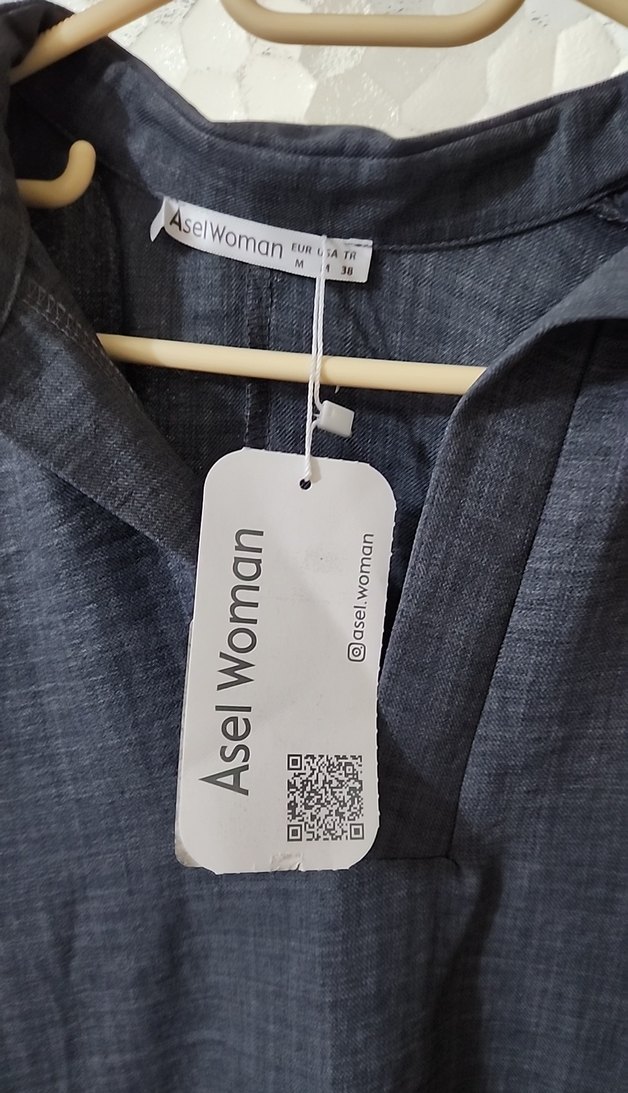 AselWoman
EUR USA TR
M M 38
Asel Woman
@asel.woman